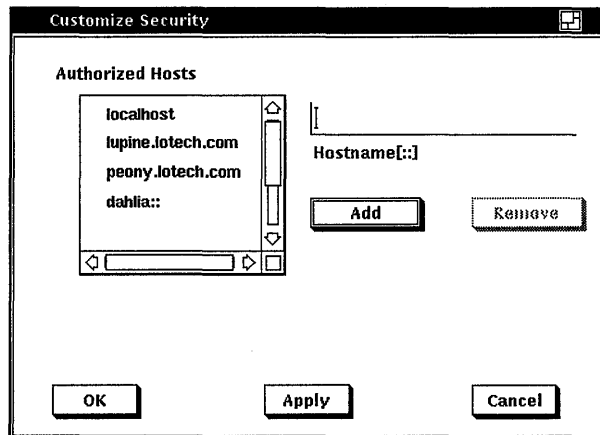 Customize Security
Authorized Hosts
localhost
lupine.lotech.com
peony.lotech.com
dahlia::
Hostname[::]
Add
Remove
OK
Apply
Cancel